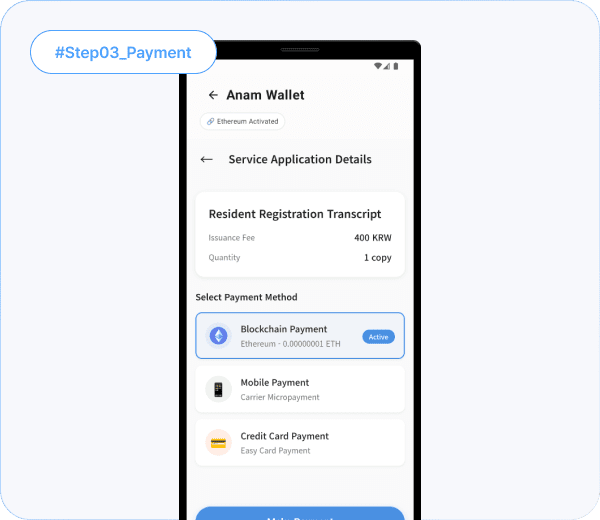 #Step03_Payment
Anam Wallet
Ethereum Activated
Service Application Details
Resident Registration Transcript
Issuance Fee 400 KRW
Quantity 1 copy
Select Payment Method
Blockchain Payment
Ethereum - 0.00000001 ETH
Active
Mobile Payment
Carrier Micropayment
Credit Card Payment
Easy Card Payment